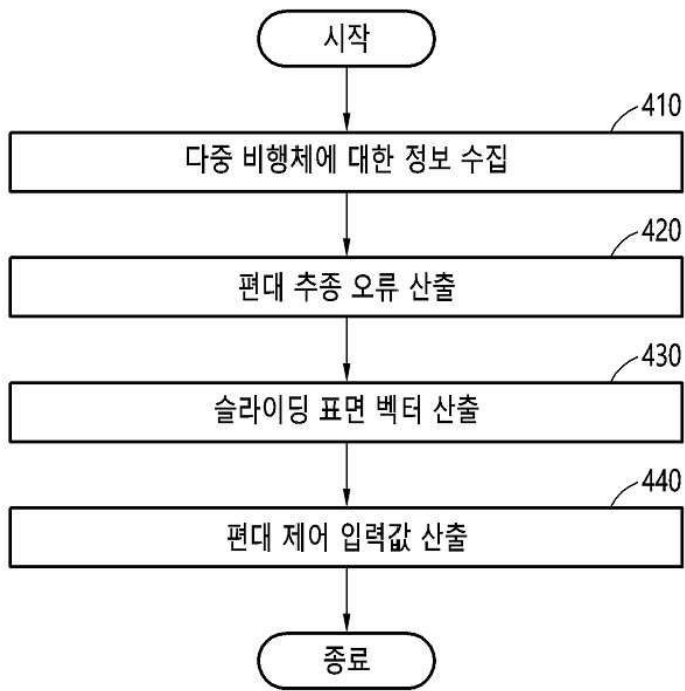 시작
410
다중 비행체에 대한 정보 수집
420
편대 추종 오류 산출
430
슬라이딩 표면 벡터 산출
440
편대 제어 입력값 산출
종료